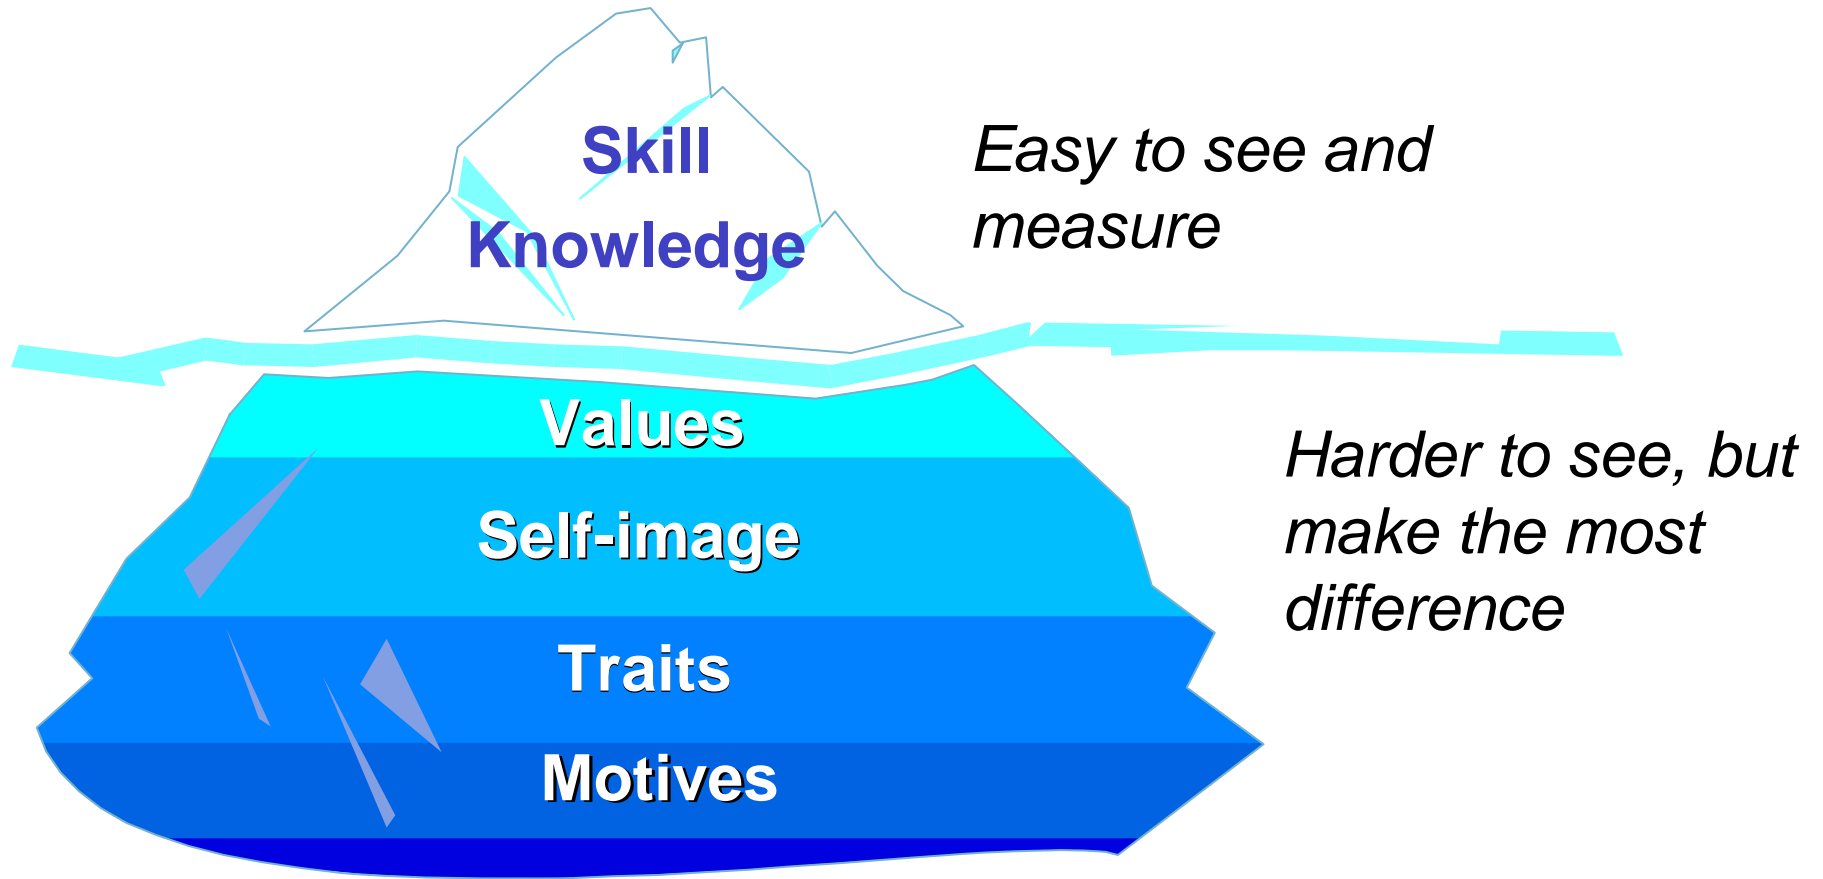 Skill
Knowledge
Easy to see and
measure
Values
Self-image
Traits
Motives
Harder to see, but
make the most
difference